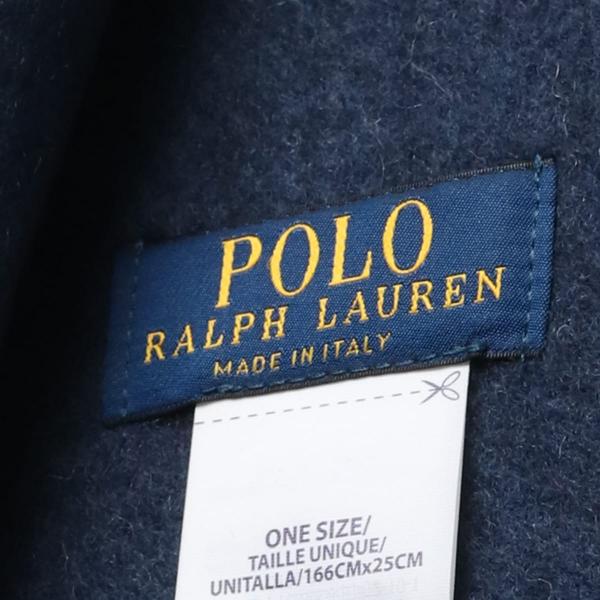 POLO
RALPH LAUREN
MADE IN ITALY
ONE SIZE/
TAILLE UNIQUE/
UNITALLA/166CMx25CM